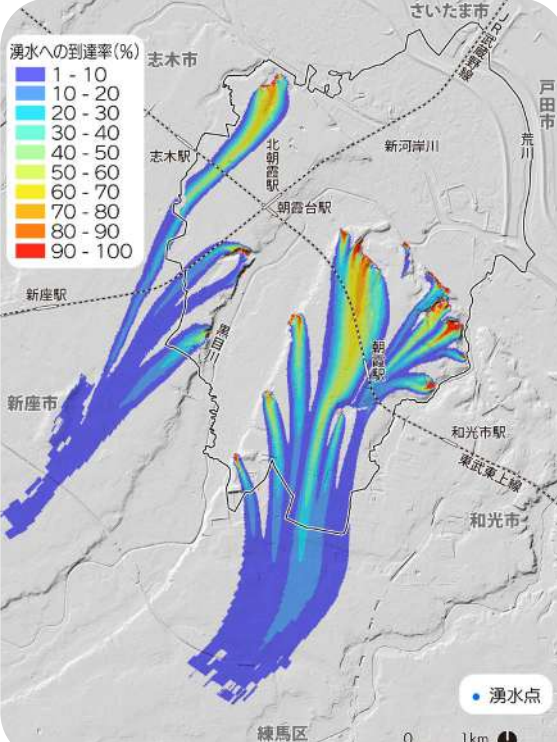 さいたま市
JR武蔵野線
湧水への到達率(%)
1 - 10
10 - 20
20 - 30
30 - 40
40 - 50
50 - 60
60 - 70
70 - 80
80 - 90
90 - 100
志木市
戸田市
荒川
新河岸川
志木駅
北朝霞駅
朝霞台駅
新座駅
黒目川
朝霞駅
新座市
和光市駅
東武東上線
和光市
湧水点
練馬区
0 1km